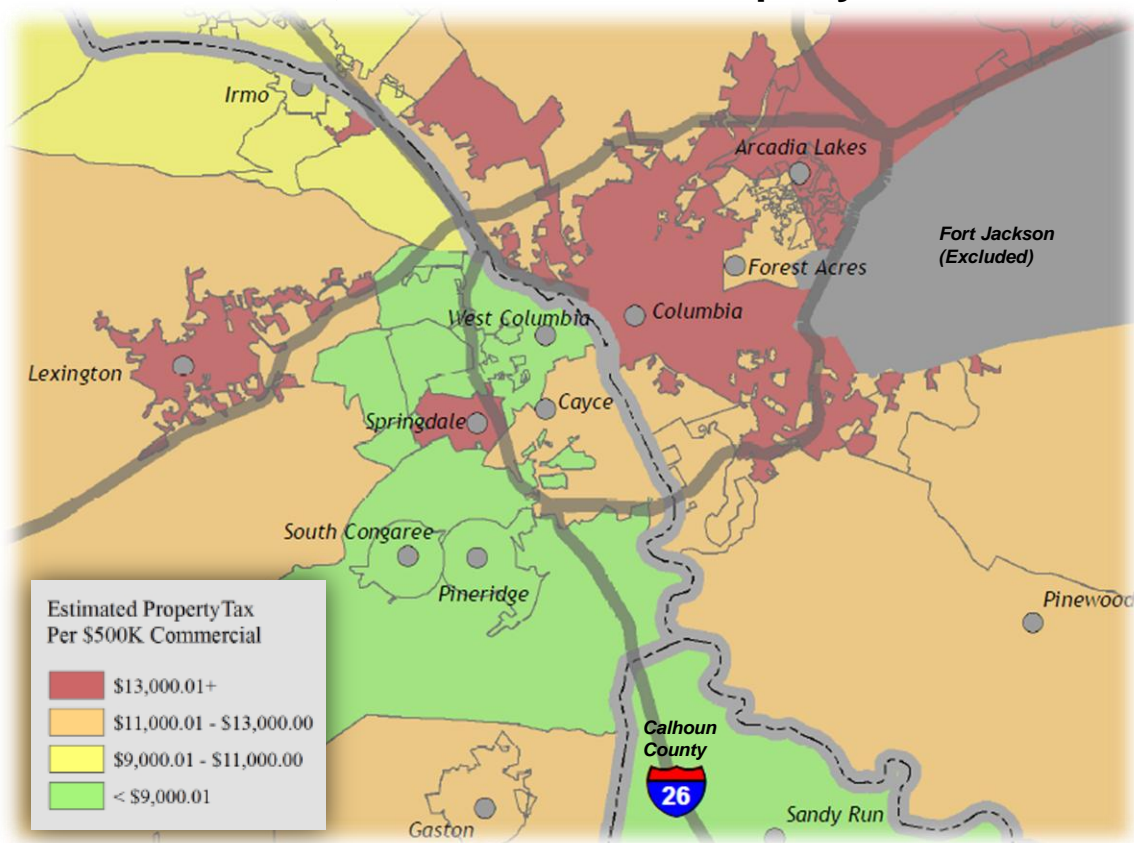 Irmo
Arcadia Lakes
Fort Jackson
(Excluded)
Forest Acres
Columbia
West Columbia
Lexington
Cayce
Springdale
South Congaree
Pineridge
Pinewood
Estimated PropertyTax
Per $500K Commercial
$13,000.01+
$11,000.01 - $13,000.00
$9,000.01 - $11,000.00
< $9,000.01
Calhoun
County
26
Sandy Run
Gaston